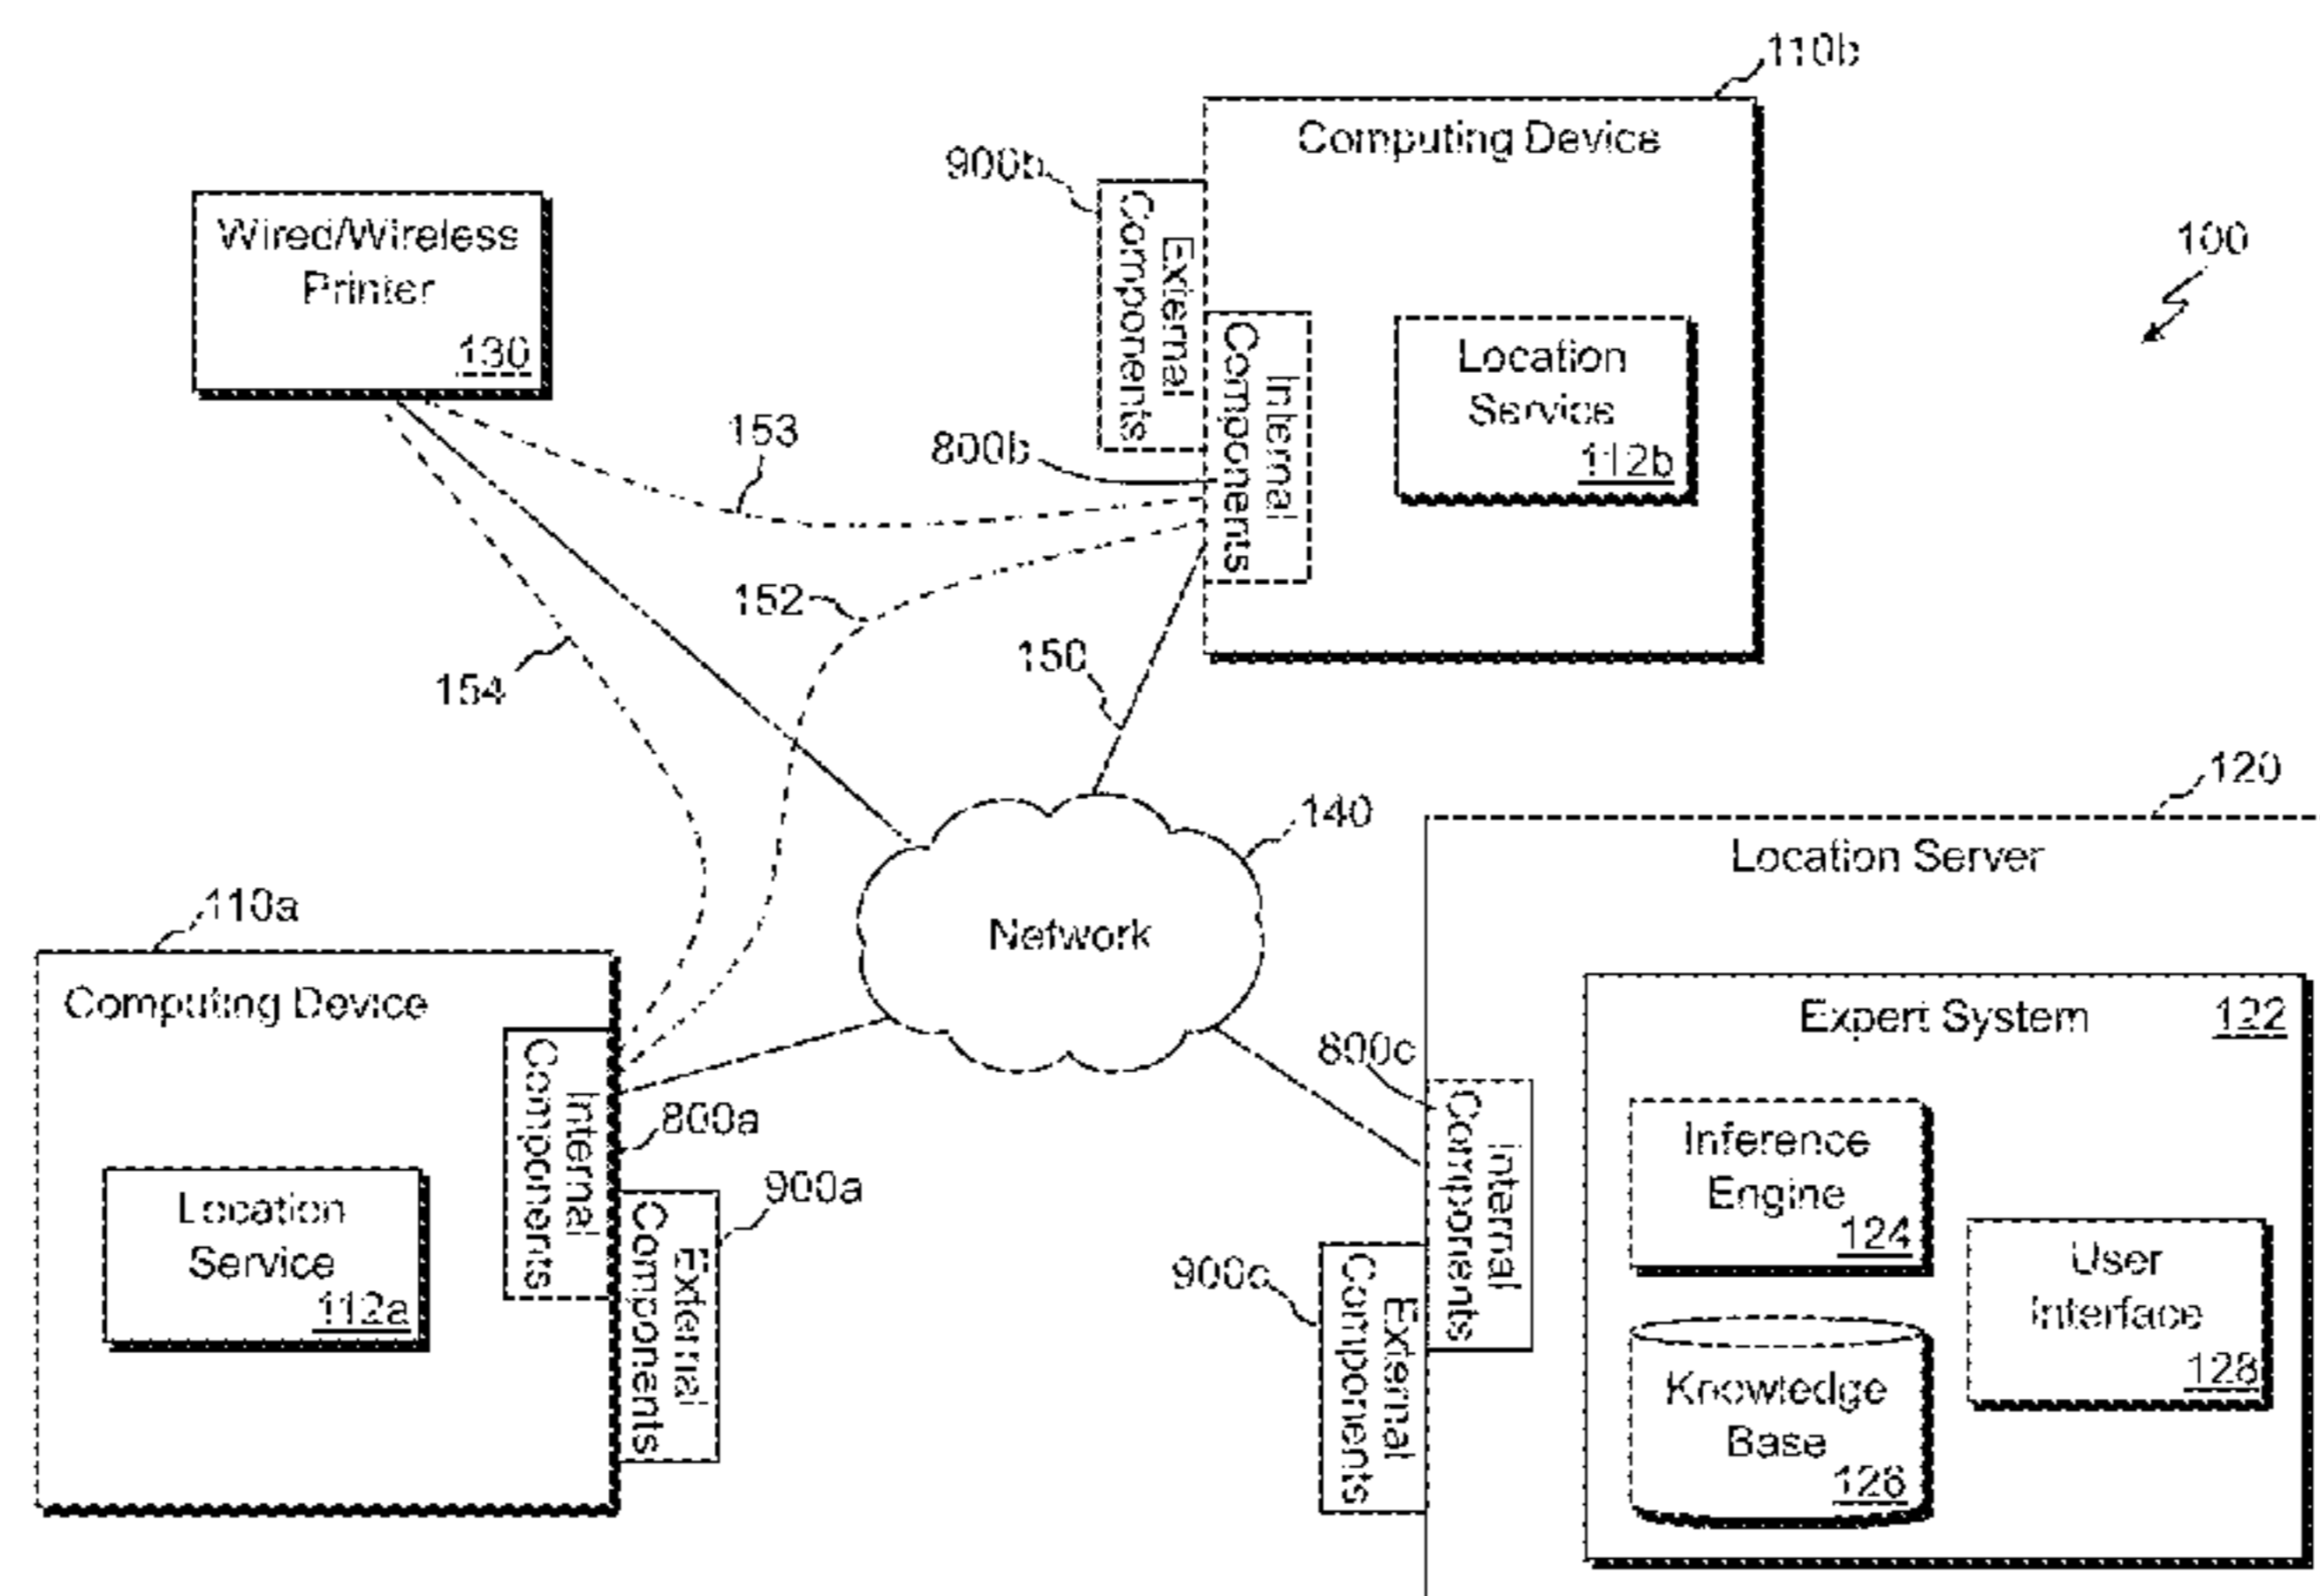 110b
Computing Device
900b
External
Components
Internal
Components
800b
Location
Service
112b
100
Wired/Wireless
Printer
130
153
152
154
150
140
Network
120
Location Server
Expert System
122
Inference
Engine
124
User
Interface
128
Knowledge
Base
126
800c
Internal
Components
900c
External
Components
110a
Computing Device
Internal
Components
800a
900a
External
Components
Location
Service
112a